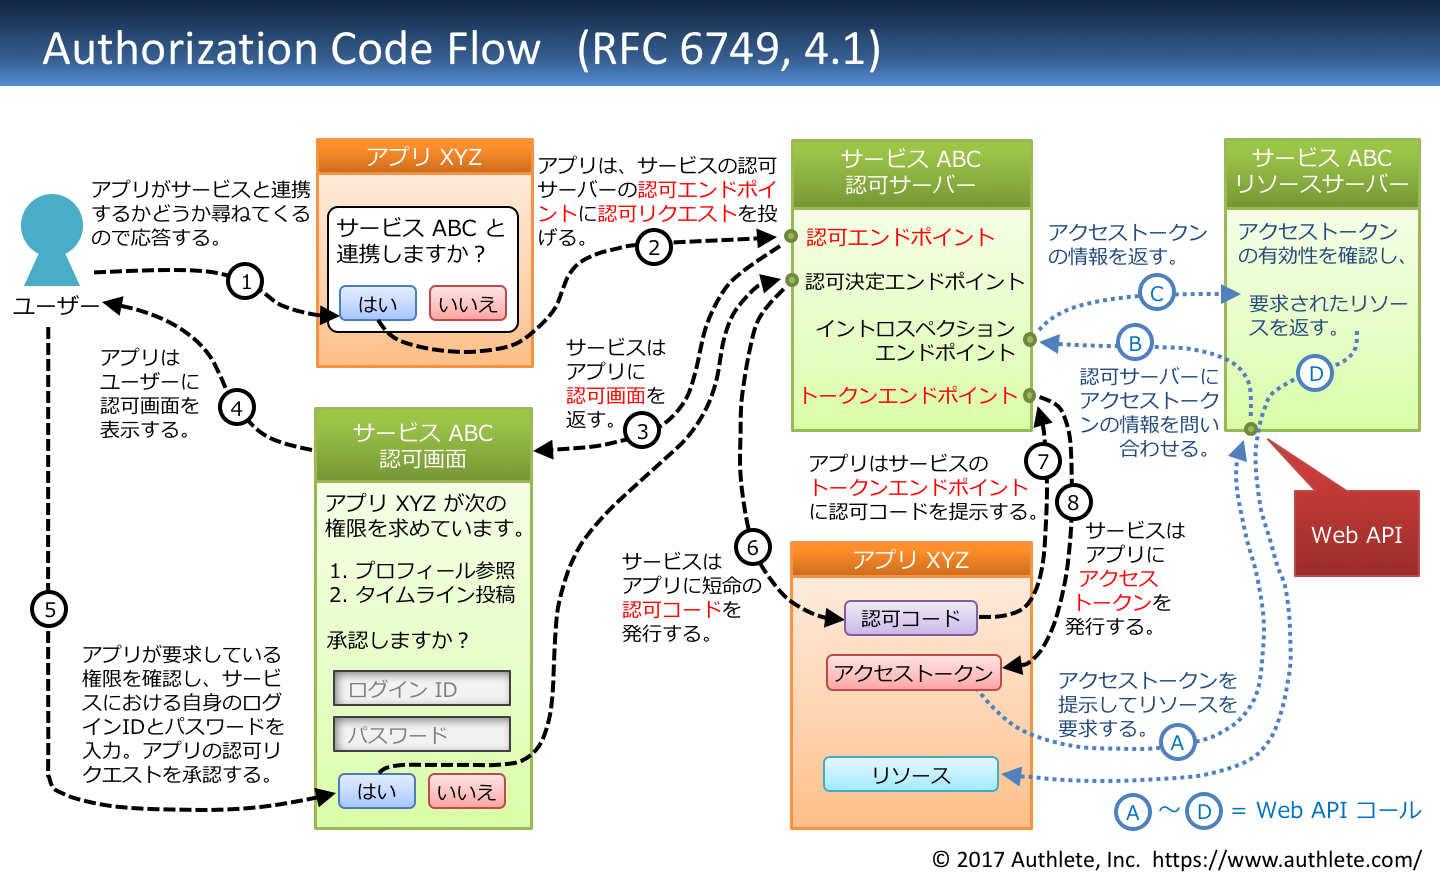 Authorization Code Flow (RFC 6749, 4.1)
ユーザー
アプリがサービスと連携
するかどうか尋ねてくる
ので応答する。
1
アプリ XYZ
サービス ABC と
連携しますか？
はい
いいえ
アプリは、サービスの認可
サーバーの認可エンドポイ
ントに認可リクエストを投
げる。
2
サービス ABC
認可サーバー
認可エンドポイント
認可決定エンドポイント
イントロスペクション
エンドポイント
トークンエンドポイント
サービスは
アプリに
認可画面を
返す。
3
アプリは
ユーザーに
認可画面を
表示する。
4
サービス ABC
認可画面
アプリ XYZ が次の
権限を求めています。
1. プロフィール参照
2. タイムライン投稿
承認しますか？
ログイン ID
パスワード
はい
いいえ
5
アプリが要求している
権限を確認し、サービ
スにおける自身のログ
インIDとパスワードを
入力。アプリの認可リ
クエストを承認する。
6
サービスは
アプリに短命の
認可コードを
発行する。
アプリはサービスの
トークンエンドポイント
に認可コードを提示する。
7
8
サービスは
アプリに
アクセス
トークンを
発行する。
アプリ XYZ
認可コード
アクセストークン
リソース
アクセストークンを
提示してリソースを
要求する。
A
B
認可サーバーに
アクセストーク
ンの情報を問い
合わせる。
アクセストークン
の情報を返す。
C
サービス ABC
リソースサーバー
アクセストークン
の有効性を確認し、
要求されたリソー
スを返す。
D
Web API
A ～ D = Web API コール
© 2017 Authlete, Inc. https://www.authlete.com/